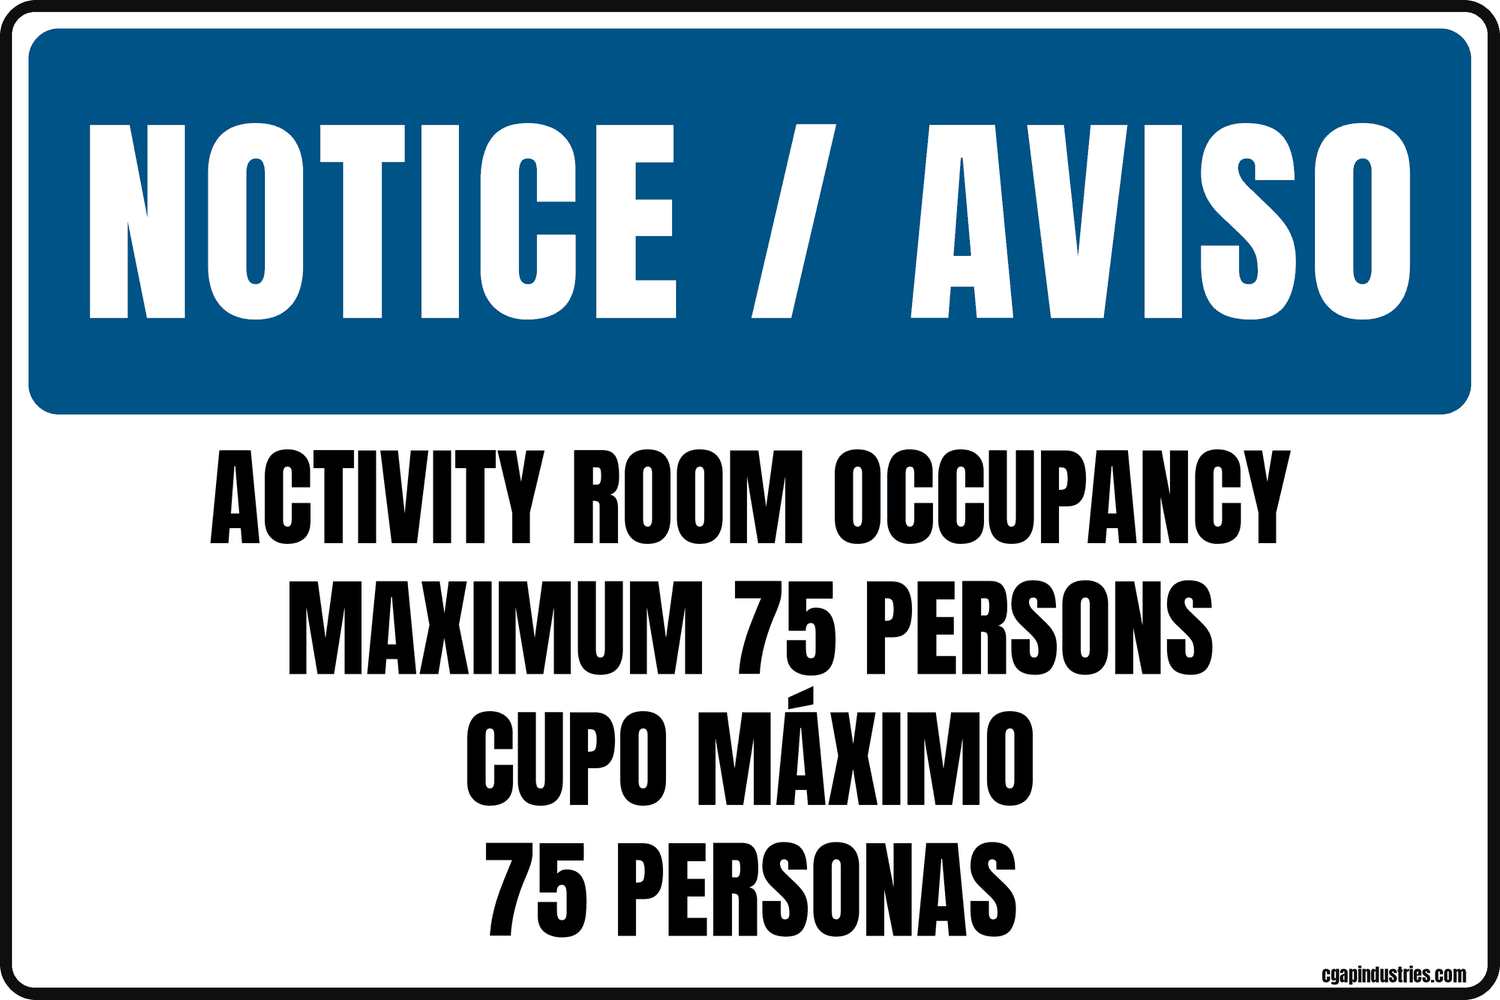 NOTICE / AVISO
ACTIVITY ROOM OCCUPANCY
MAXIMUM 75 PERSONS
CUPO MÁXIMO
75 PERSONAS
cgapindustries.com